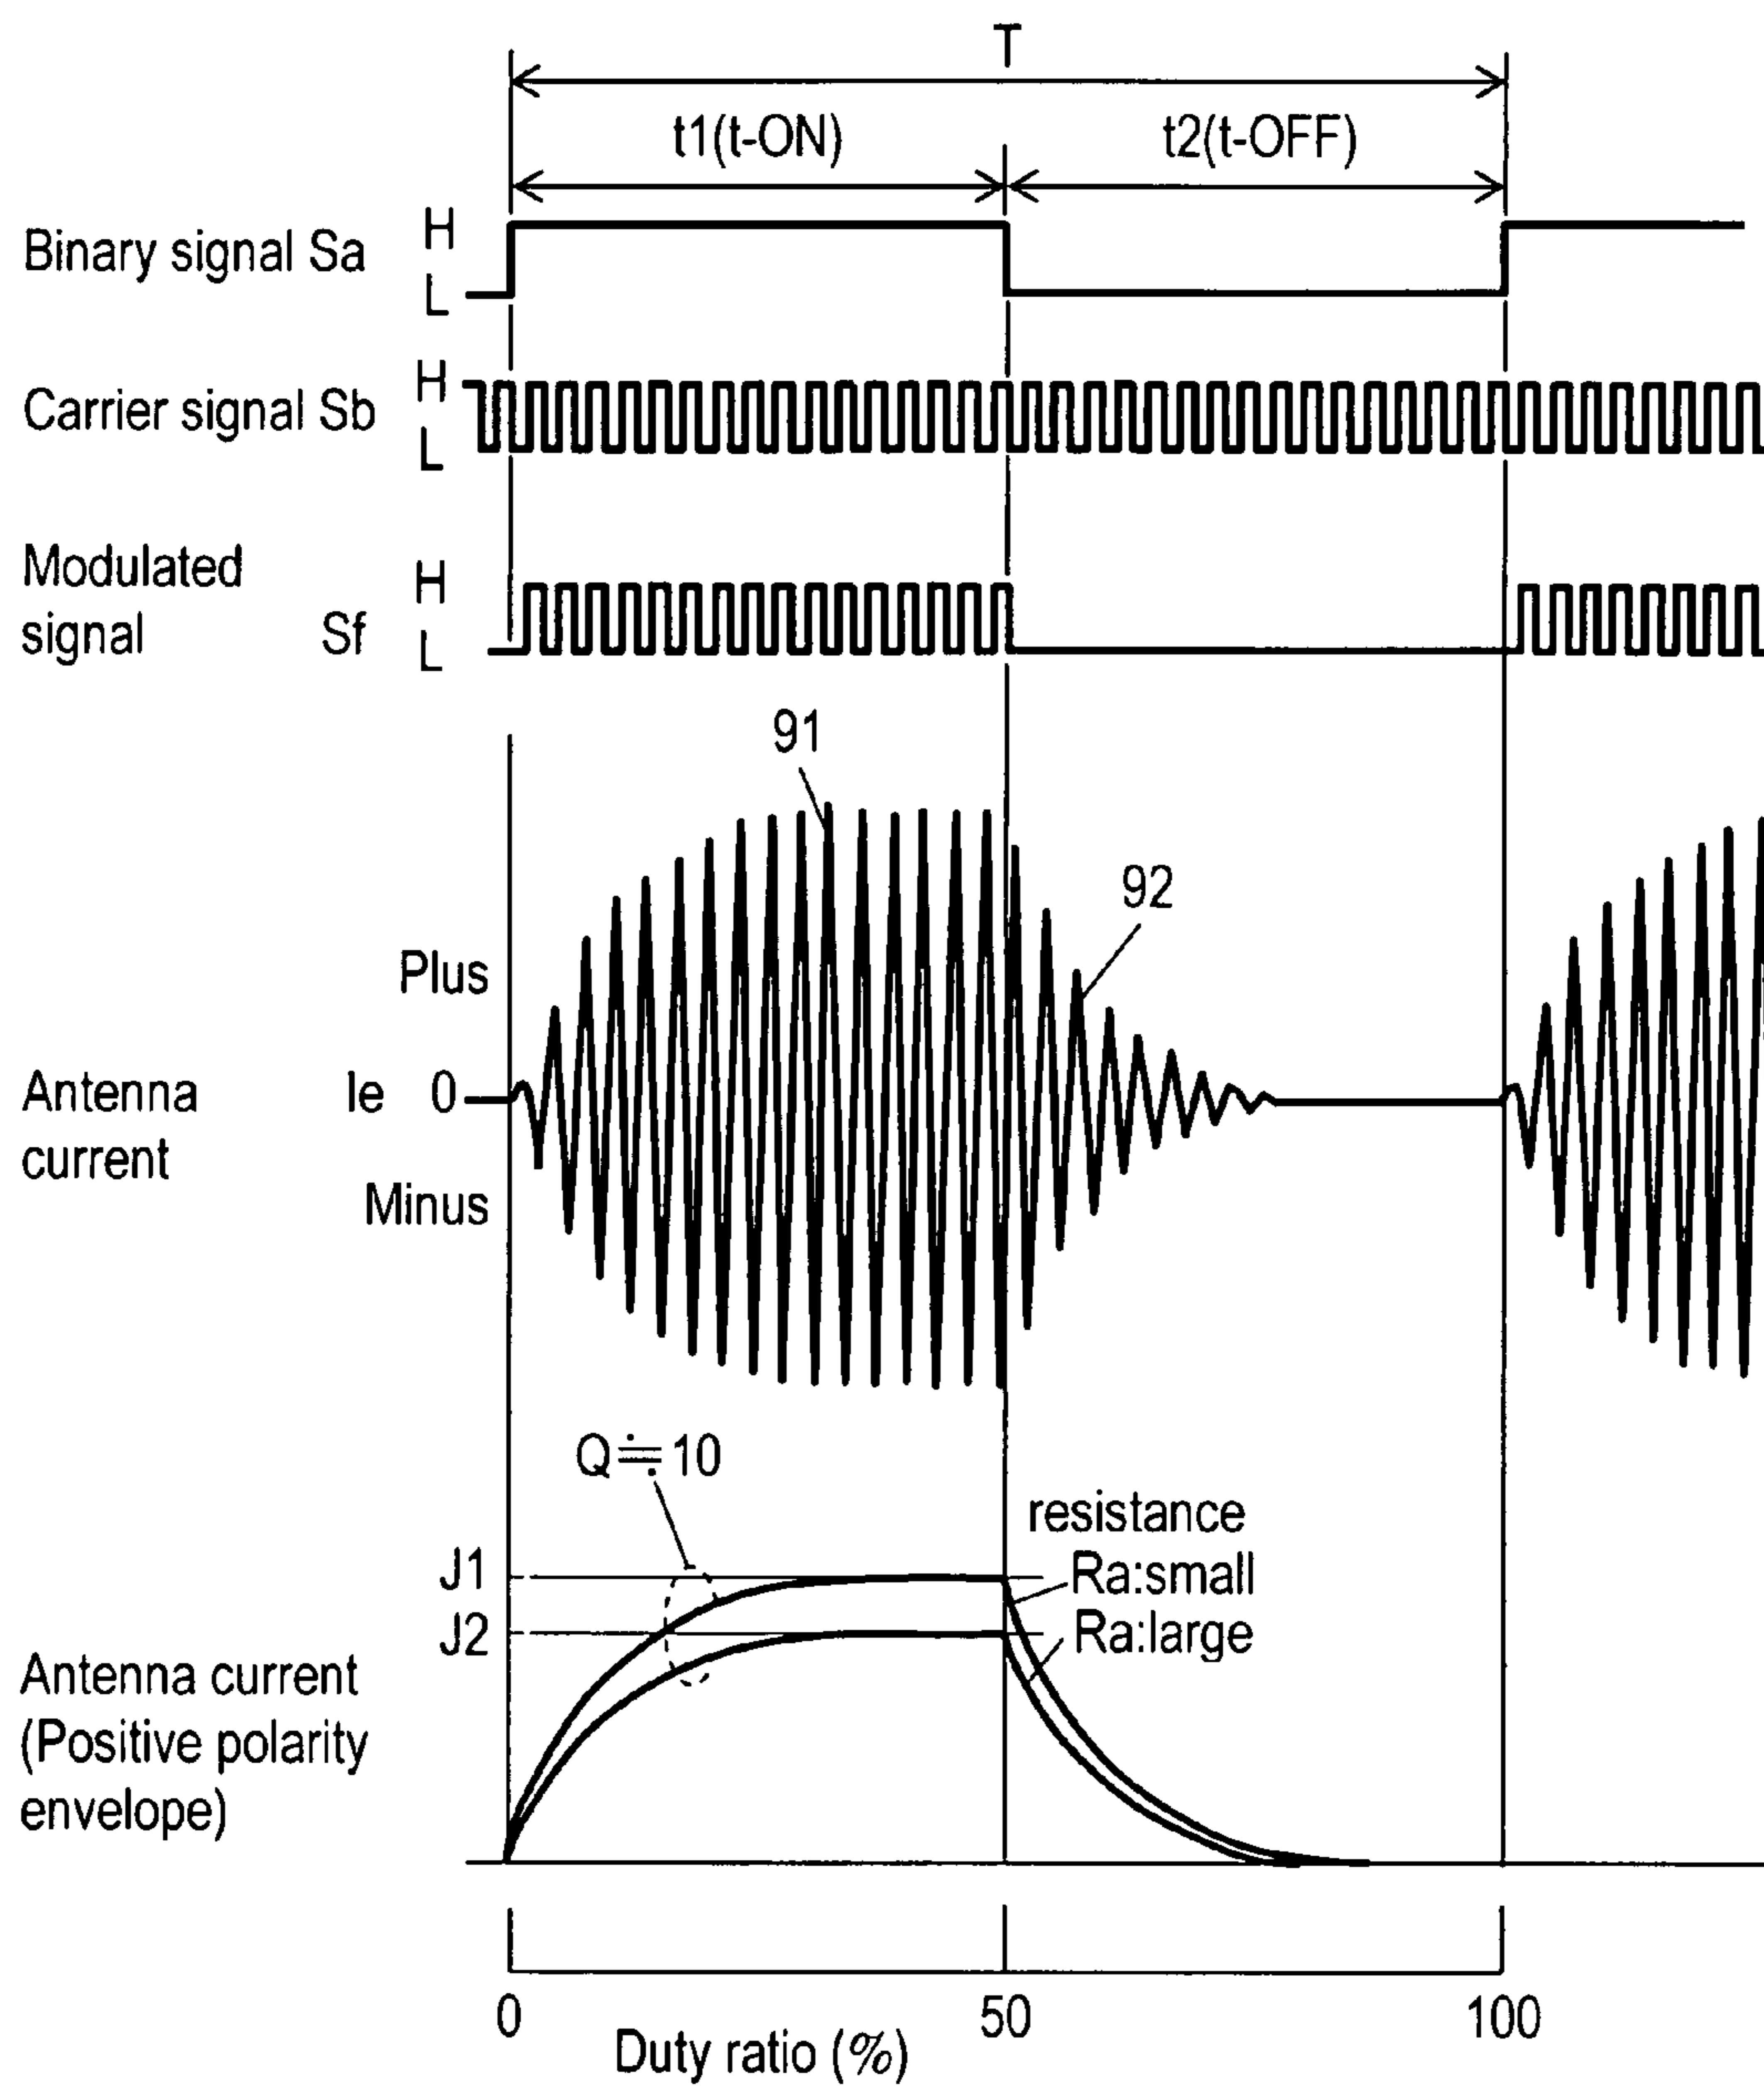 T
t1(t-ON) t2(t-OFF)
Binary signal Sa H
L
Carrier signal Sb H
L
Modulated
signal Sf H
L
91
92
Plus
Antenna
current Ie 0
Minus
Q≒10
resistance
J1 Ra:small
J2 Ra:large
Antenna current
(Positive polarity
envelope)
0 50 100
Duty ratio (%)